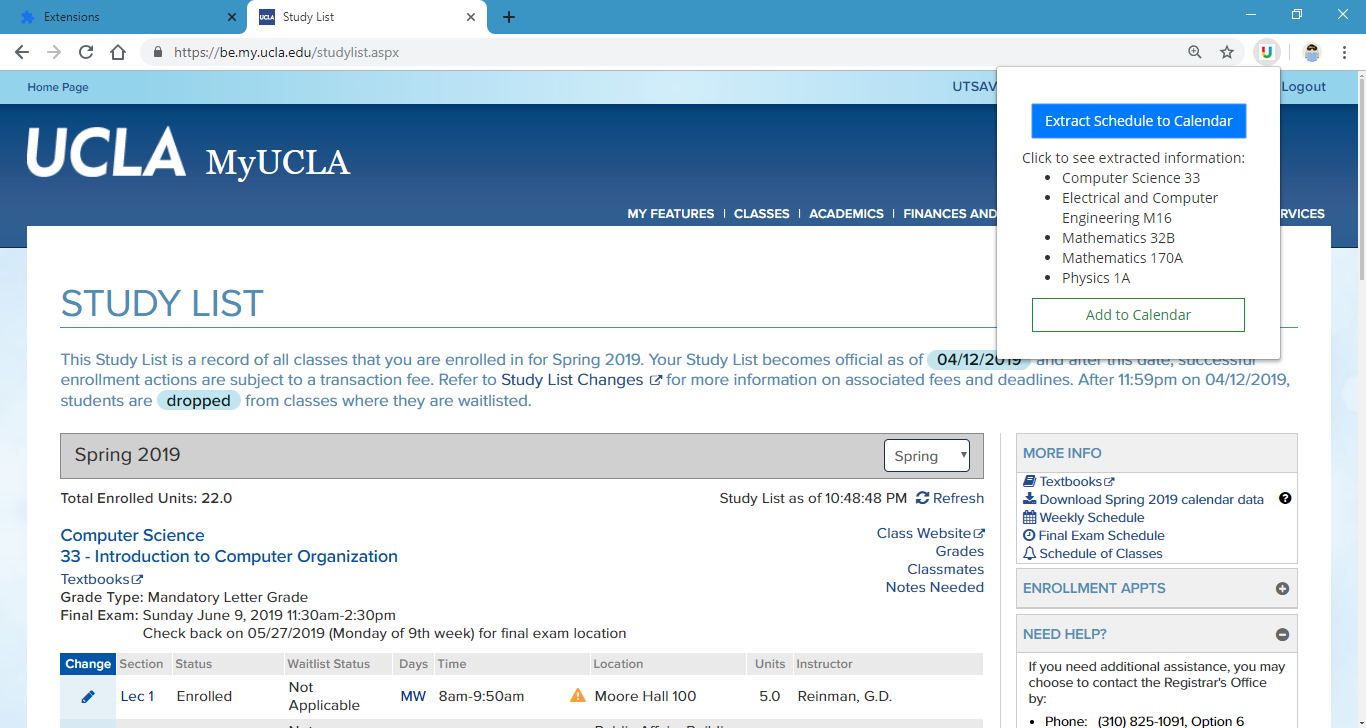 Extensions
UCLA Study List
https://be.my.ucla.edu/studylist.aspx
Home Page
UTSAV
Logout
UCLA MyUCLA
MY FEATURES | CLASSES | ACADEMICS | FINANCES AND
RVICES
Extract Schedule to Calendar
Click to see extracted information:
• Computer Science 33
• Electrical and Computer
Engineering M16
• Mathematics 32B
• Mathematics 170A
• Physics 1A
Add to Calendar
STUDY LIST
This Study List is a record of all classes that you are enrolled in for Spring 2019. Your Study List becomes official as of 04/12/2019 and after this date, successful
enrollment actions are subject to a transaction fee. Refer to Study List Changes for more information on associated fees and deadlines. After 11:59pm on 04/12/2019,
students are dropped from classes where they are waitlisted.
Spring 2019
Spring
Total Enrolled Units: 22.0
Study List as of 10:48:48 PM Refresh
Computer Science
33 - Introduction to Computer Organization
Textbooks
Grade Type: Mandatory Letter Grade
Final Exam: Sunday June 9, 2019 11:30am-2:30pm
Check back on 05/27/2019 (Monday of 9th week) for final exam location
Class Website
Grades
Classmates
Notes Needed
Change Section Status Waitlist Status Days Time Location Units Instructor
Lec 1 Enrolled Not Applicable MW 8am-9:50am Moore Hall 100 5.0 Reinman, G.D.
MORE INFO
Textbooks
Download Spring 2019 calendar data
Weekly Schedule
Final Exam Schedule
Schedule of Classes
ENROLLMENT APPTS
NEED HELP?
If you need additional assistance, you may
choose to contact the Registrar's Office
by:
• Phone: (310) 825-1091, Option 6